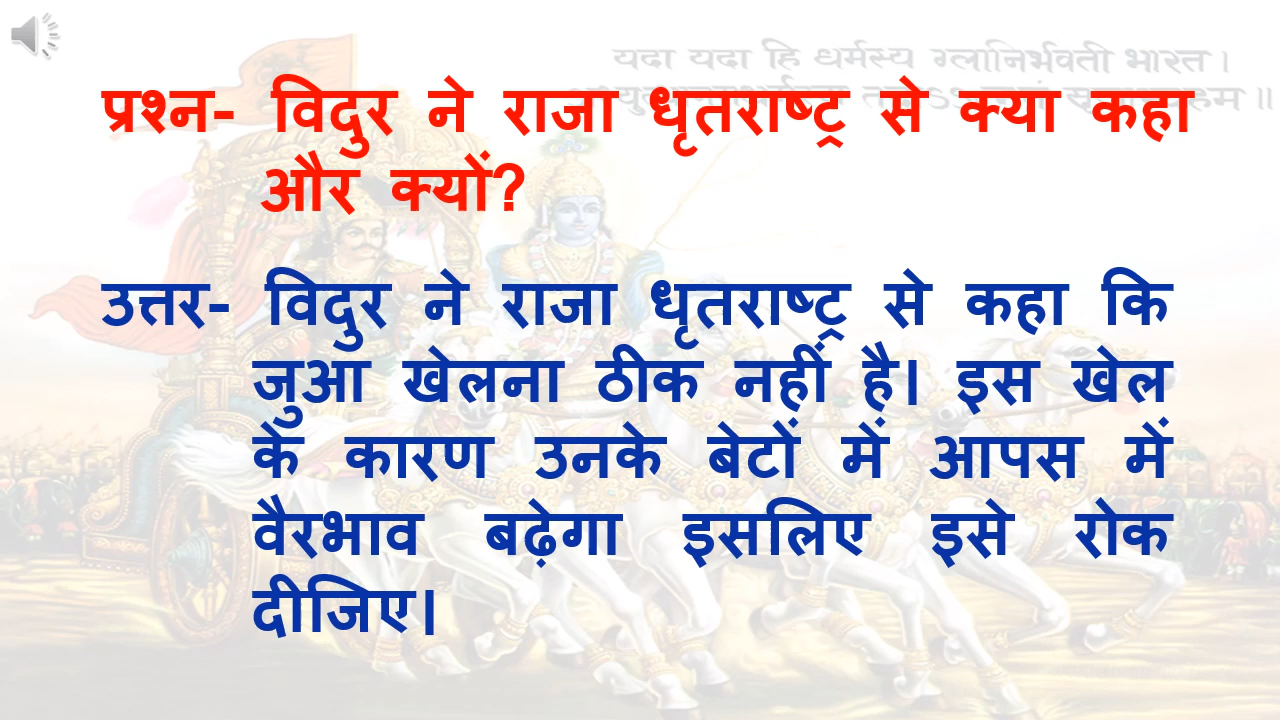 यदा यदा हि धर्मस्य ग्लानिर्भवती भारत।
प्रश्न- विदुर ने राजा धृतराष्ट्र से क्या कहा
और क्यों?
उत्तर- विदुर ने राजा धृतराष्ट्र से कहा कि
जुआ खेलना ठीक नहीं है। इस खेल
के कारण उनके बेटों में आपस में
वैरभाव बढ़ेगा इसलिए इसे रोक
दीजिए।